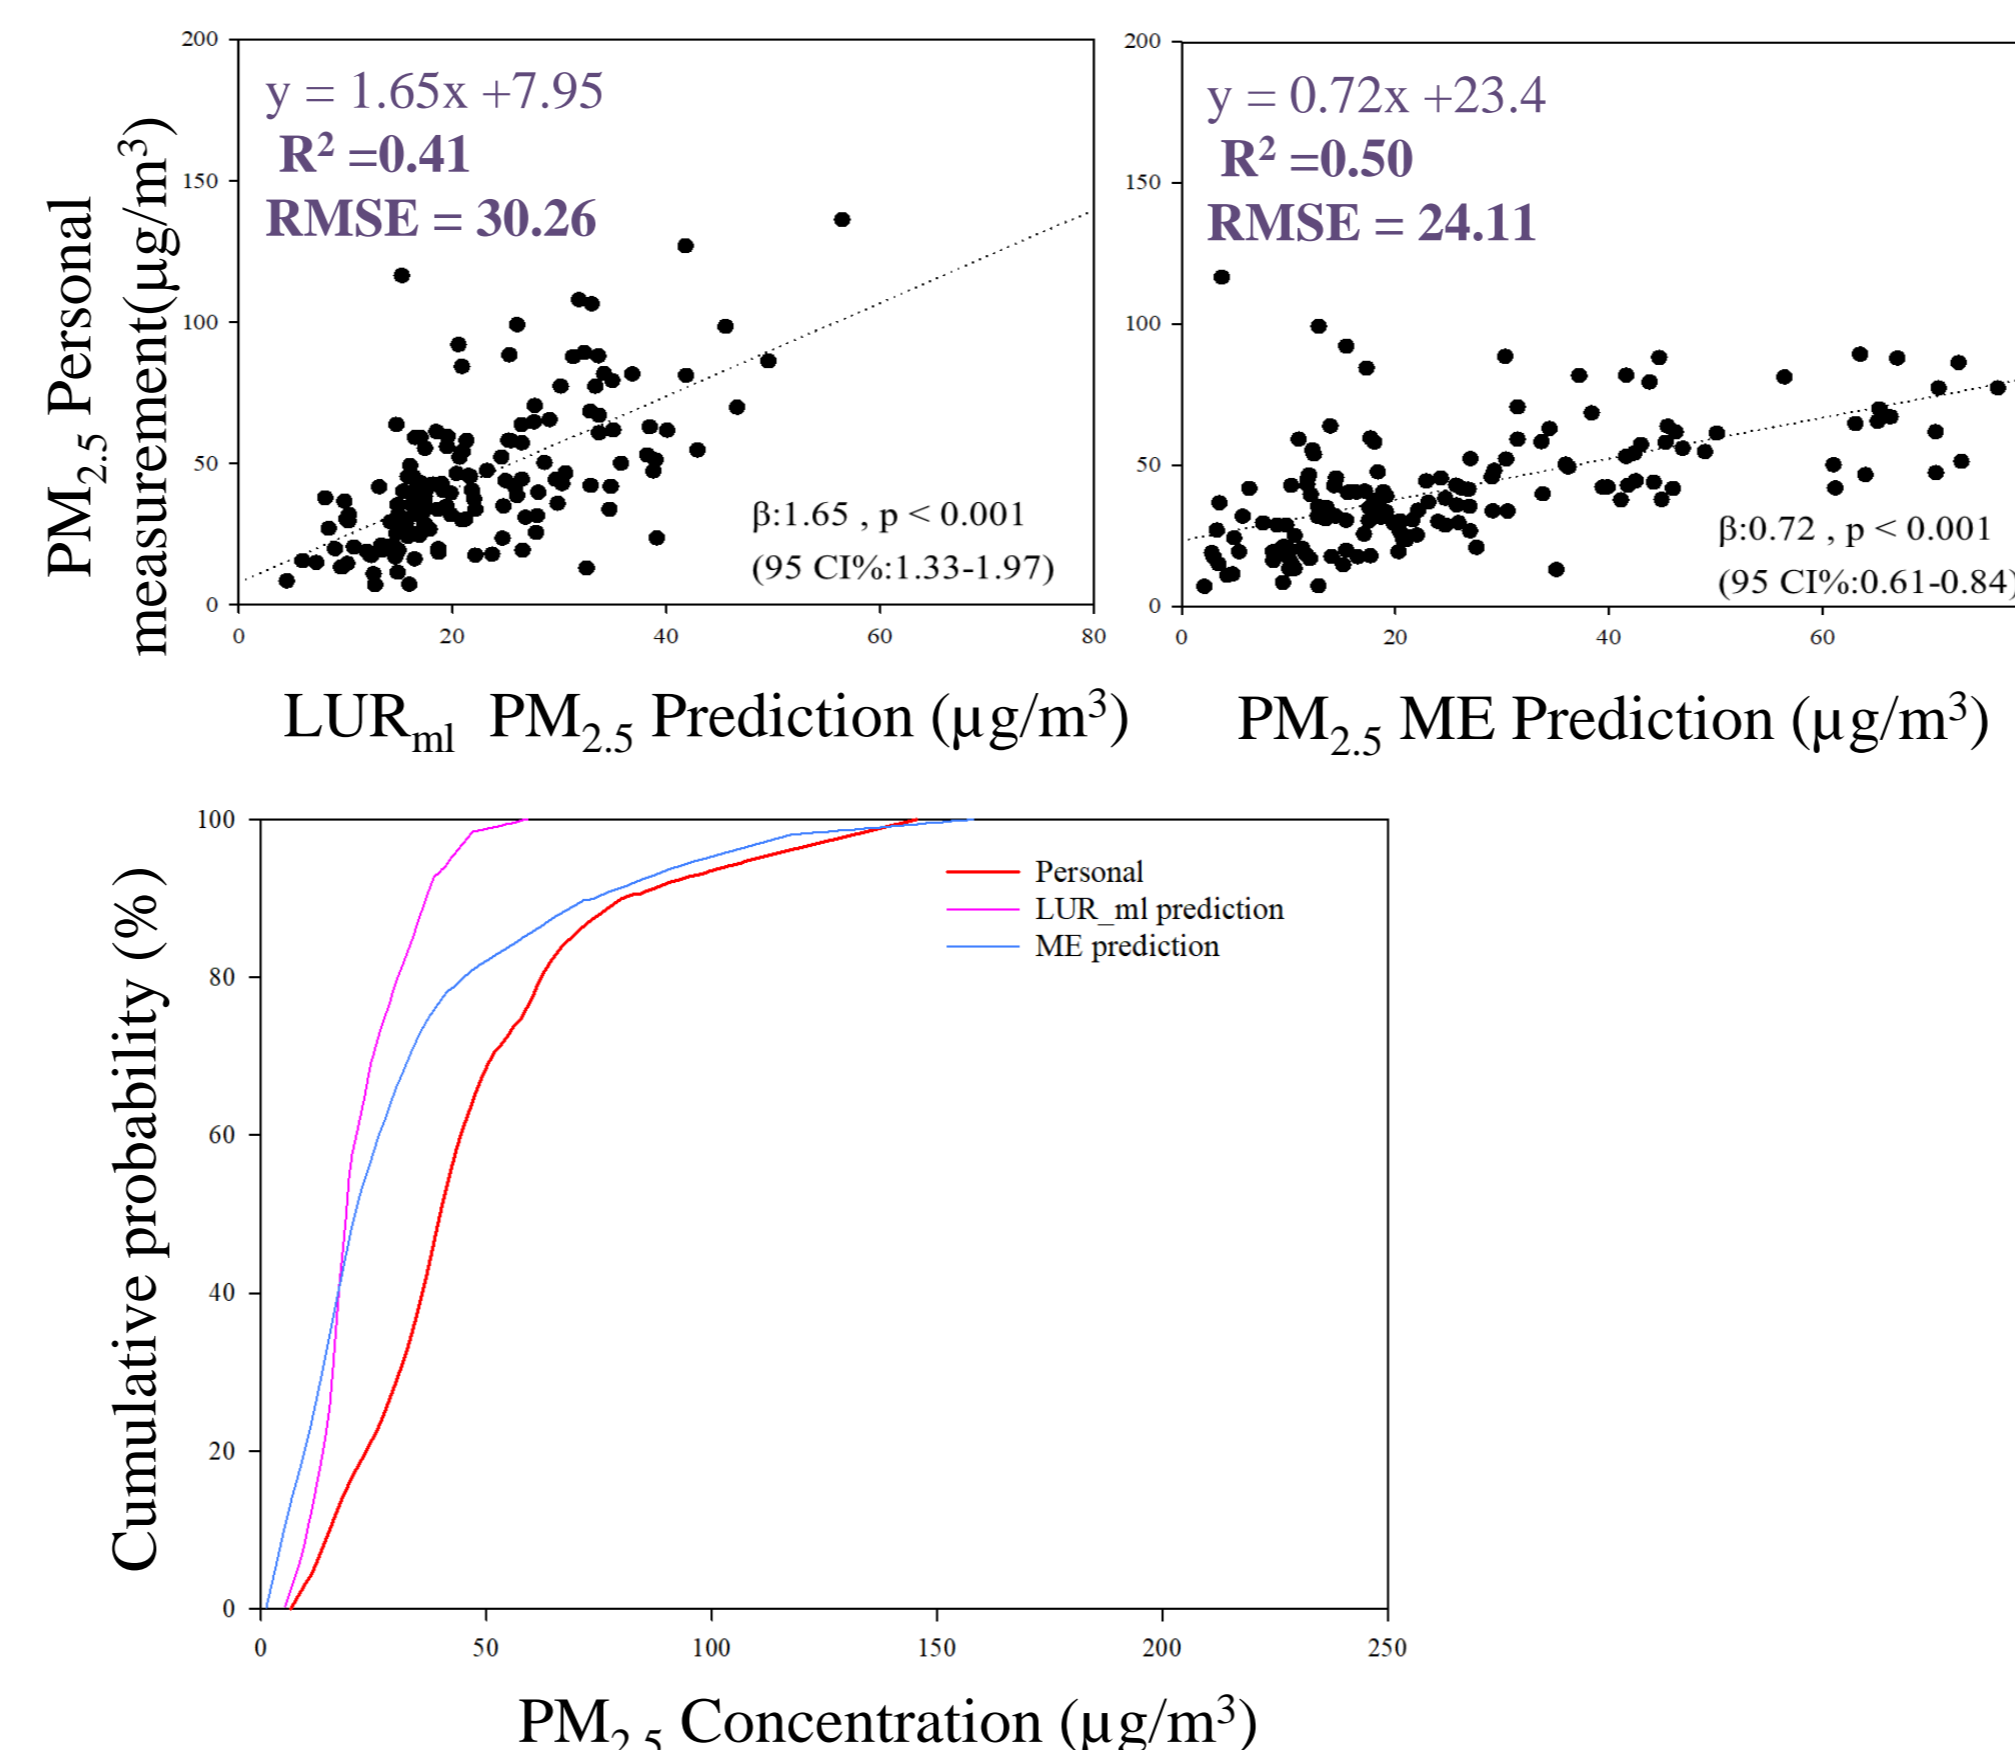 200
150
100
50
0
y = 1.65x +7.95
R² =0.41
RMSE = 30.26
β:1.65 , p < 0.001
(95 CI%:1.33-1.97)
0 20 40 60 80
PM₂.₅ Personal
measurement(μg/m³)
LURml PM₂.₅ Prediction (μg/m³)
200
150
100
50
0
y = 0.72x +23.4
R² =0.50
RMSE = 24.11
β:0.72 , p < 0.001
(95 CI%:0.61-0.84)
0 20 40 60
PM₂.₅ ME Prediction (μg/m³)
Cumulative probability (%)
100
80
60
40
20
0
Personal
LUR_ml prediction
ME prediction
0 50 100 150 200 250
PM₂.₅ Concentration (μg/m³)